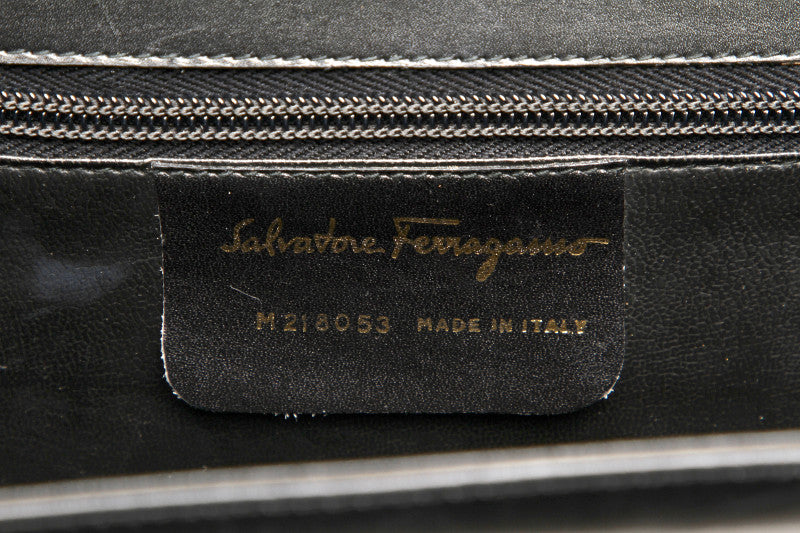 Salvatore Ferragamo
M218053 MADE IN ITALY